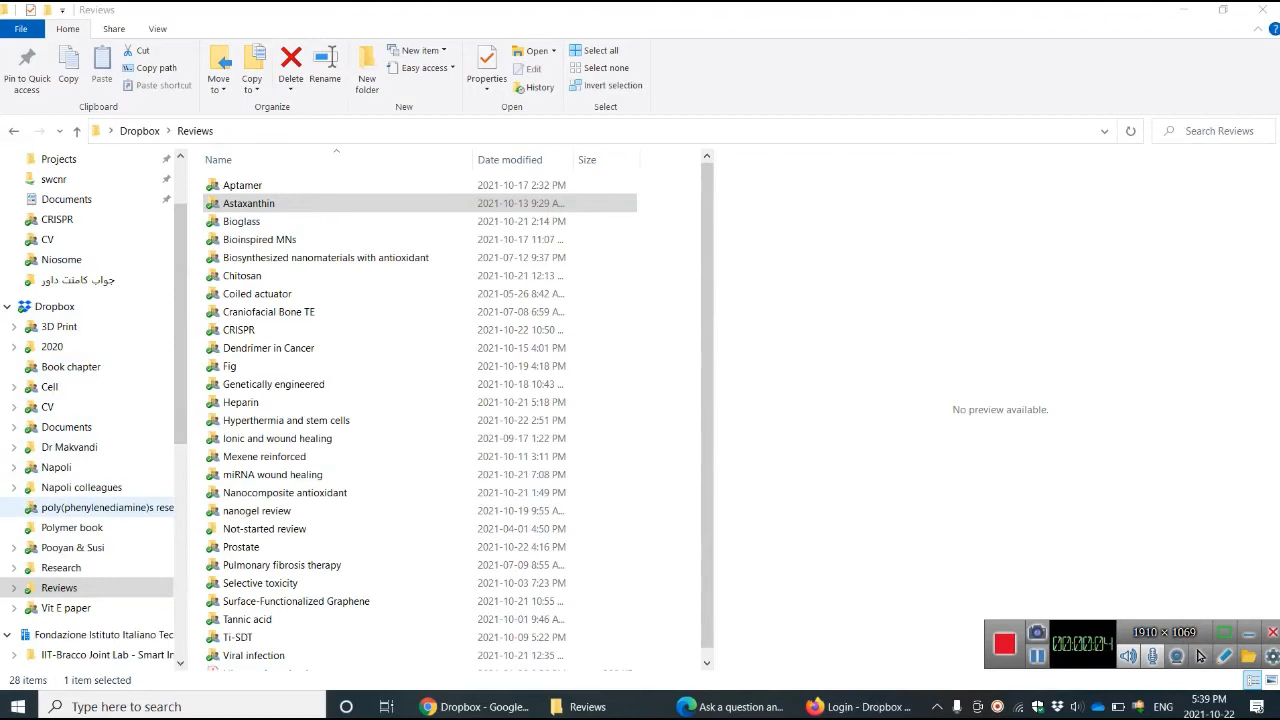 Reviews
File Home Share View
Pin to Quick access
Copy
Paste
Cut
Copy path
Paste shortcut
Clipboard
Move to
Copy to
Delete
Rename
Organize
New folder
New item
Easy access
New
Properties
Open
Edit
History
Open
Select all
Select none
Invert selection
Select
Dropbox Reviews
Search Reviews
Projects
swcnr
Documents
CRISPR
CV
Niosome
جواب کامنت داور
Dropbox
3D Print
2020
Book chapter
Cell
CV
Documents
Dr Makvandi
Napoli
Napoli colleagues
poly(phenylenediamine)s rese
Polymer book
Pooyan & Susi
Research
Reviews
Vit E paper
Fondazione Istituto Italiano Tec
IIT-Bracco Joint Lab - Smart In
Name Date modified Size
Aptamer 2021-10-17 2:32 PM
Astaxanthin 2021-10-13 9:29 A...
Bioglass 2021-10-21 2:14 PM
Bioinspired MNs 2021-10-17 11:07 ...
Biosynthesized nanomaterials with antioxidant 2021-07-12 9:37 PM
Chitosan 2021-10-21 12:13 ...
Coiled actuator 2021-05-26 8:42 A...
Craniofacial Bone TE 2021-07-08 6:59 A...
CRISPR 2021-10-22 10:50 ...
Dendrimer in Cancer 2021-10-15 4:01 PM
Fig 2021-10-19 4:18 PM
Genetically engineered 2021-10-18 10:43 ...
Heparin 2021-10-21 5:18 PM
Hyperthermia and stem cells 2021-10-22 2:51 PM
Ionic and wound healing 2021-09-17 1:22 PM
Mexene reinforced 2021-10-11 3:11 PM
miRNA wound healing 2021-10-21 7:08 PM
Nanocomposite antioxidant 2021-10-21 1:49 PM
nanogel review 2021-10-19 9:55 A...
Not-started review 2021-04-01 4:50 PM
Prostate 2021-10-22 4:16 PM
Pulmonary fibrosis therapy 2021-07-09 8:55 A...
Selective toxicity 2021-10-03 7:23 PM
Surface-Functionalized Graphene 2021-10-21 10:55 ...
Tannic acid 2021-10-01 9:46 A...
Ti-SDT 2021-10-09 5:22 PM
Viral infection 2021-10-21 12:35 ...
No preview available.
00:00:04
1910 × 1069
28 items 1 item selected
Type here to search
Dropbox - Google...
Reviews
Ask a question an...
Login - Dropbox ...
ENG
5:39 PM
2021-10-22